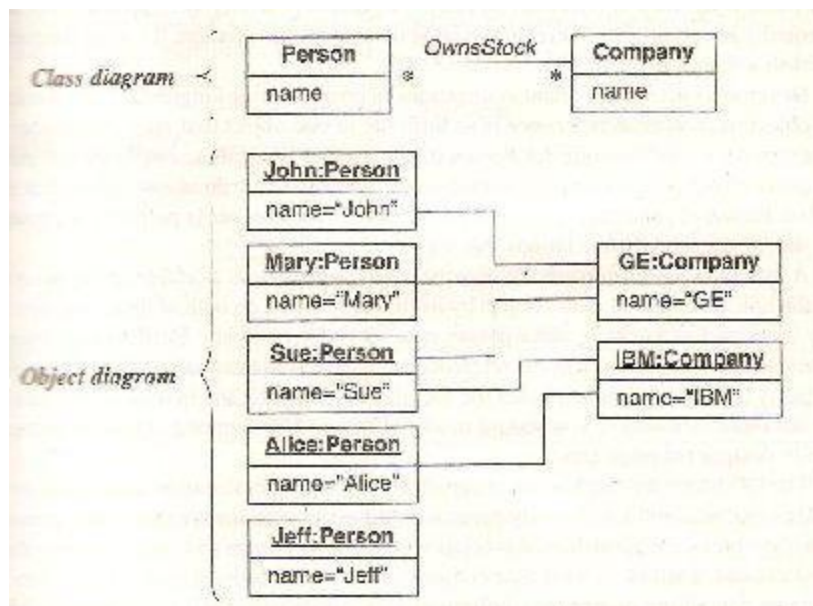 Person
OwnsStock
Company
Class diagram
*
*
name
name
John:Person
name="John"
Mary:Person
GE:Company
name="Mary"
name="GE"
Sue:Person
IBM:Company
Object diagram
name="Sue"
name="IBM"
Alice:Person
name="Alice"
Jeff:Person
name="Jeff"